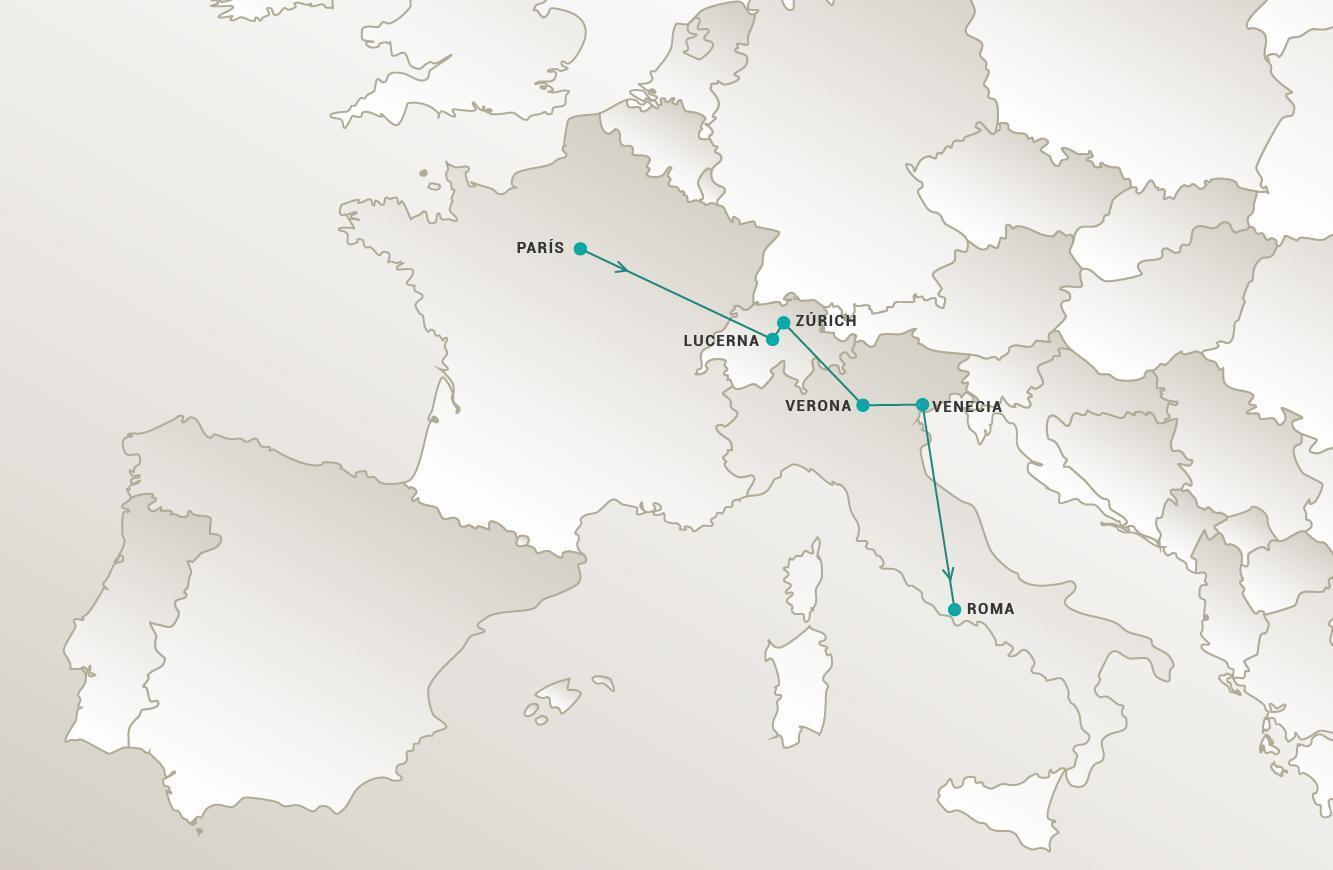 PARÍS
ZÚRICH
LUCERNA
VERONA
VENECIA
ROMA